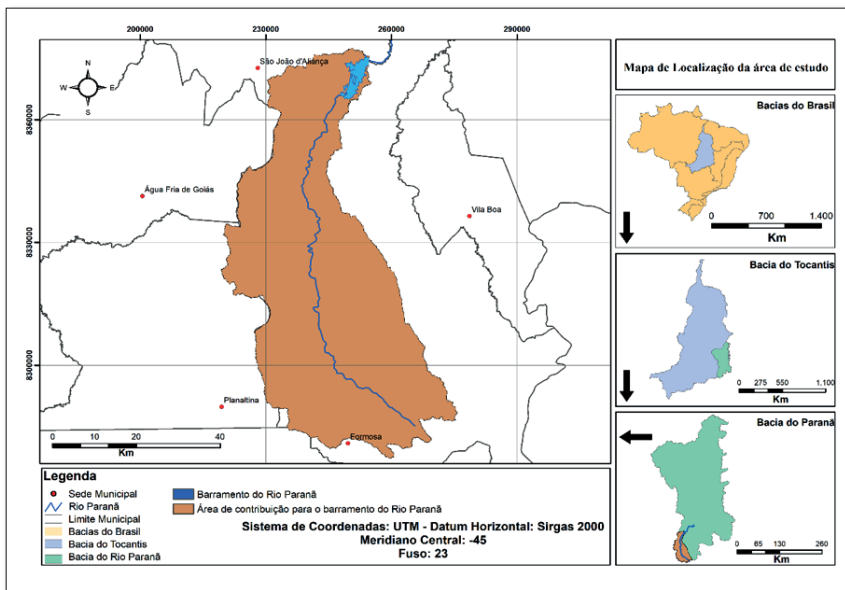 200000
230000
260000
290000
N
W
E
S
São João d'Aliança
8360000
Água Fria de Goiás
Vila Boa
8330000
8300000
Planaltina
Formosa
0 10 20 40
Km
Legenda
Sede Municipal
Rio Paranã
Limite Municipal
Bacias do Brasil
Bacia do Tocantis
Bacia do Rio Paranã
Barramento do Rio Paranã
Área de contribuição para o barramento do Rio Paranã
Sistema de Coordenadas: UTM - Datum Horizontal: Sirgas 2000
Meridiano Central: -45
Fuso: 23
Mapa de Localização da área de estudo
Bacias do Brasil
0 700 1.400
Km
Bacia do Tocantis
0 275 550 1.100
Km
Bacia do Paranã
0 65 130 260
Km